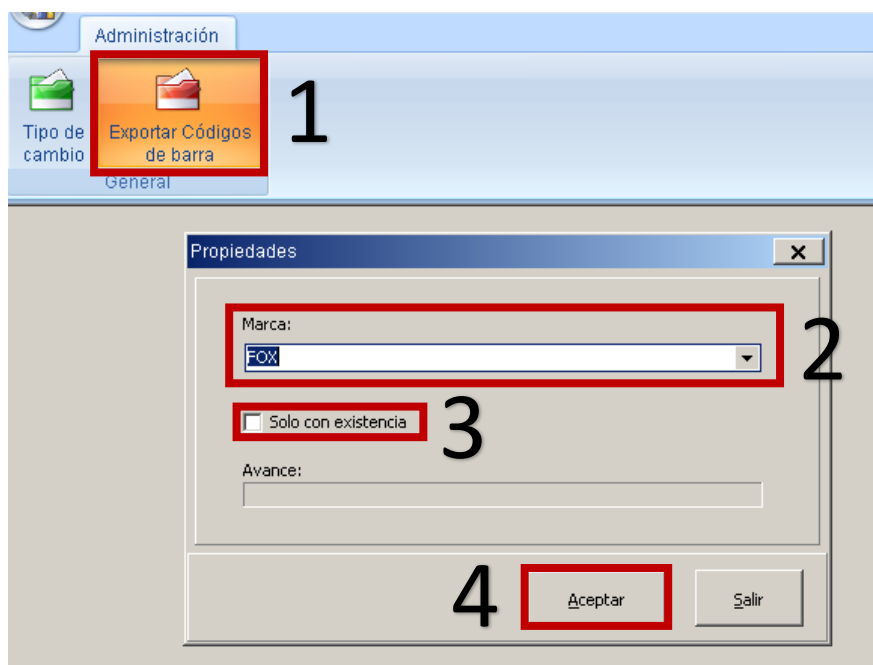 Administración
Tipo de
cambio
Exportar Códigos
de barra
1
General
Propiedades
Marca:
FOX
2
Solo con existencia
3
Avance:
4
Aceptar
Salir